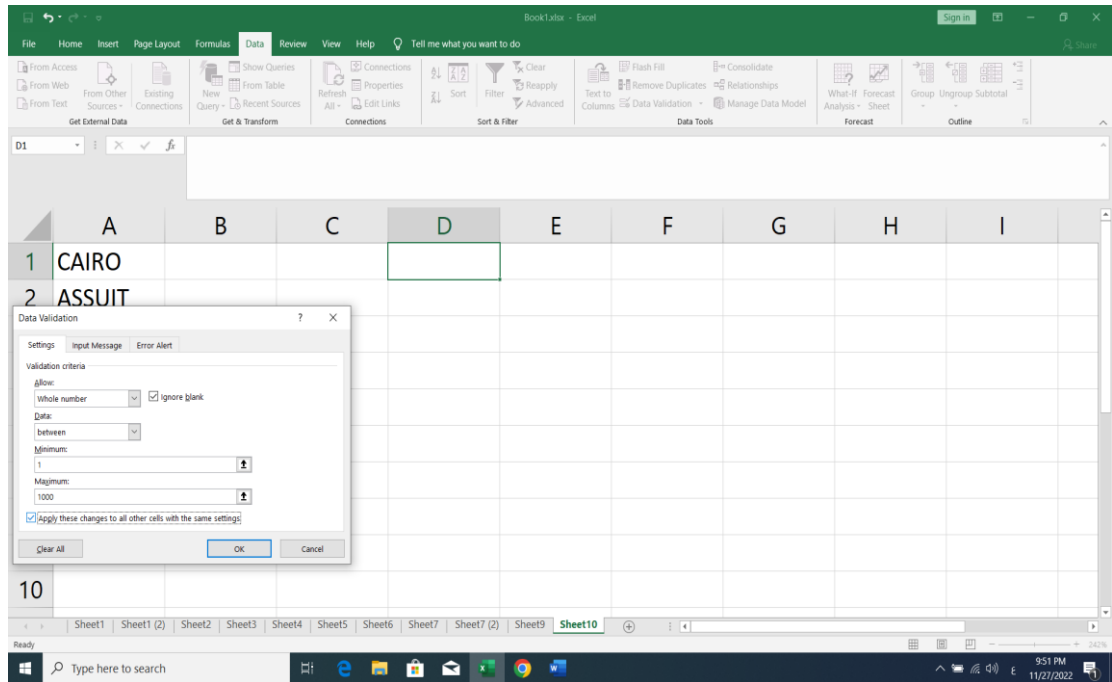 Book1.xlsx - Excel
Sign in
File Home Insert Page Layout Formulas Data Review View Help Tell me what you want to do Share
From Access
From Web
From Text
From Other Sources
Existing Connections
Get External Data
New Query
Show Queries
From Table
Recent Sources
Get & Transform
Refresh All
Connections
Properties
Edit Links
Connections
Sort
Filter
Clear
Reapply
Advanced
Sort & Filter
Text to Columns
Flash Fill
Remove Duplicates
Data Validation
Consolidate
Relationships
Manage Data Model
Data Tools
What-If Analysis
Forecast Sheet
Forecast
Group Ungroup Subtotal
Outline
D1
fx
A B C D E F G H I
1 CAIRO
2 ASSUIT
Data Validation ? X
Settings Input Message Error Alert
Validation criteria
Allow:
Whole number
Ignore blank
Data:
between
Minimum:
1
Maximum:
1000
Apply these changes to all other cells with the same settings
Clear All OK Cancel
10
Sheet1 Sheet1 (2) Sheet2 Sheet3 Sheet4 Sheet5 Sheet6 Sheet7 Sheet7 (2) Sheet9 Sheet10
Ready
242%
Type here to search
ع
9:51 PM
11/27/2022